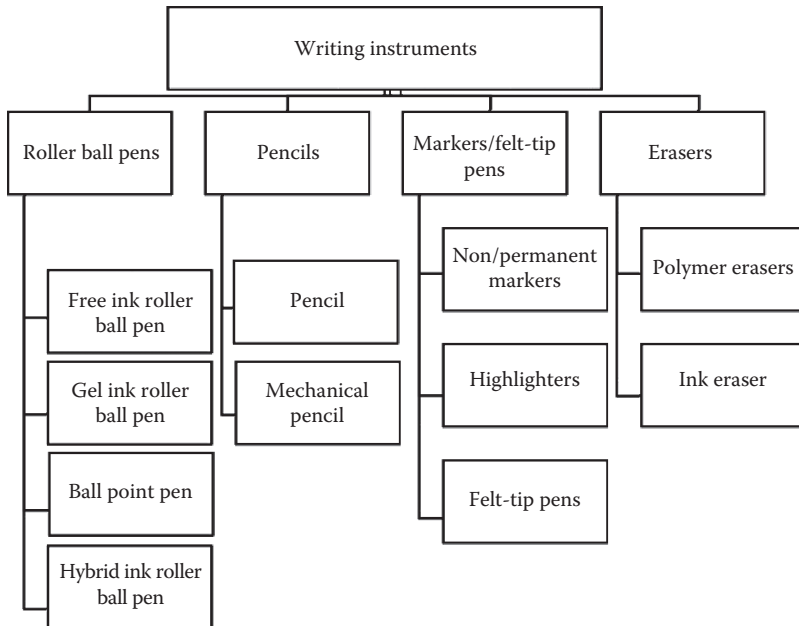 Writing instruments
Roller ball pens
Pencils
Markers/felt-tip
pens
Erasers
Free ink roller
ball pen
Gel ink roller
ball pen
Ball point pen
Hybrid ink roller
ball pen
Pencil
Mechanical
pencil
Non/permanent
markers
Highlighters
Felt-tip pens
Polymer erasers
Ink eraser